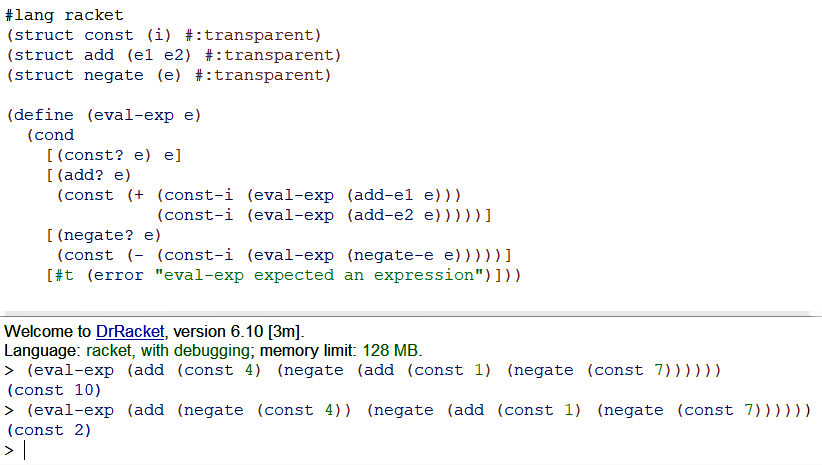 #lang racket
(struct const (i) #:transparent)
(struct add (e1 e2) #:transparent)
(struct negate (e) #:transparent)
(define (eval-exp e)
(cond
[(const? e) e]
[(add? e)
(const (+ (const-i (eval-exp (add-e1 e)))
(const-i (eval-exp (add-e2 e)))))]
[(negate? e)
(const (- (const-i (eval-exp (negate-e e)))))]
[#t (error "eval-exp expected an expression")]))
Welcome to DrRacket, version 6.10 [3m].
Language: racket, with debugging; memory limit: 128 MB.
> (eval-exp (add (const 4) (negate (add (const 1) (negate (const 7))))))
(const 10)
> (eval-exp (add (negate (const 4)) (negate (add (const 1) (negate (const 7))))))
(const 2)
>